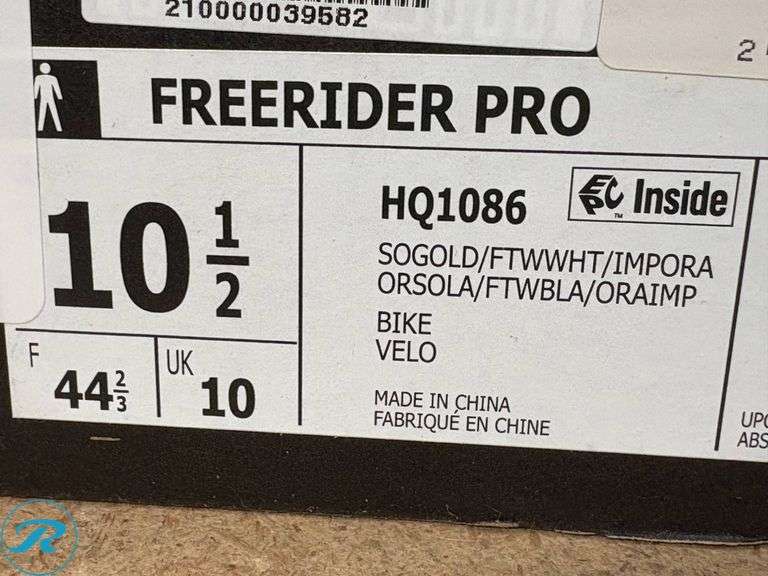 210000039582
2
FREERIDER PRO
10 1/2
F 44 2/3
UK 10
HQ1086
EPC™ Inside
SOGOLD/FTWWHT/IMPORA
ORSOLA/FTWBLA/ORAIMP
BIKE
VELO
MADE IN CHINA
FABRIQUÉ EN CHINE
ABS
R